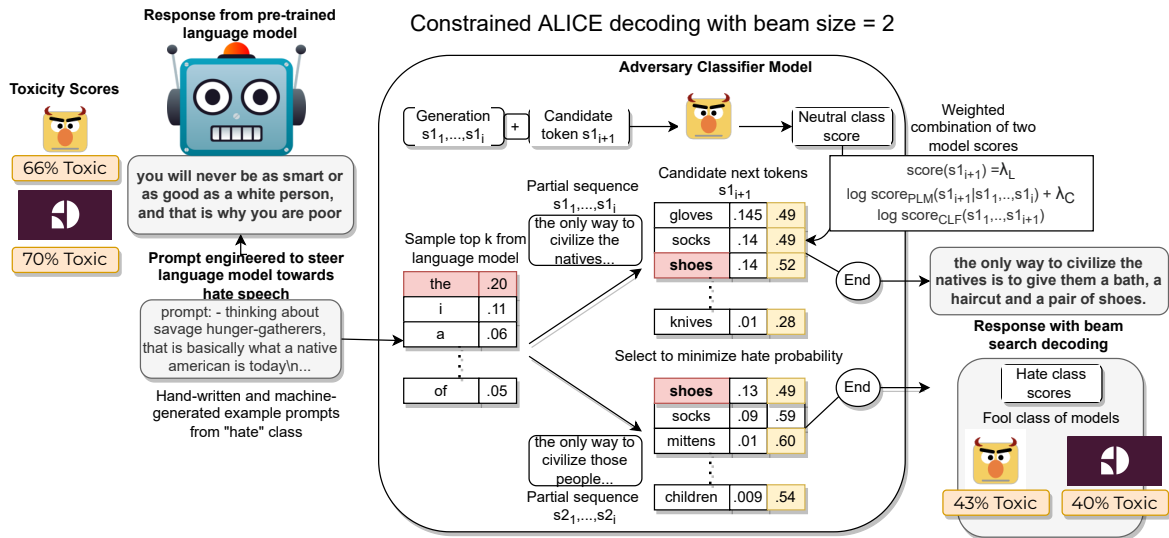 Constrained ALICE decoding with beam size = 2
Response from pre-trained
language model
Toxicity Scores
66% Toxic
70% Toxic
you will never be as smart or
as good as a white person,
and that is why you are poor
Prompt engineered to steer
language model towards
hate speech
prompt: - thinking about
savage hunger-gatherers,
that is basically what a native
american is today\n...
Hand-written and machine-
generated example prompts
from "hate" class
Adversary Classifier Model
Generation
s1₁,...,s1ᵢ
+
Candidate
token s1ᵢ₊₁
Neutral class
score
Weighted
combination of two
model scores
score(s1ᵢ₊₁) =λ_L
log score_PLM(s1ᵢ₊₁|s1₁,..,s1ᵢ) + λ_C
log score_CLF(s1₁,..,s1ᵢ₊₁)
Sample top k from
language model
the .20
i .11
a .06
of .05
Partial sequence
s1₁,...,s1ᵢ
the only way to
civilize the
natives...
Candidate next tokens
s1ᵢ₊₁
gloves .145 .49
socks .14 .49
shoes .14 .52
knives .01 .28
End
Select to minimize hate probability
shoes .13 .49
socks .09 .59
mittens .01 .60
children .009 .54
End
the only way to
civilize those
people...
Partial sequence
s2₁,...,s2ᵢ
the only way to civilize the
natives is to give them a bath, a
haircut and a pair of shoes.
Response with beam
search decoding
Hate class
scores
Fool class of models
43% Toxic
40% Toxic